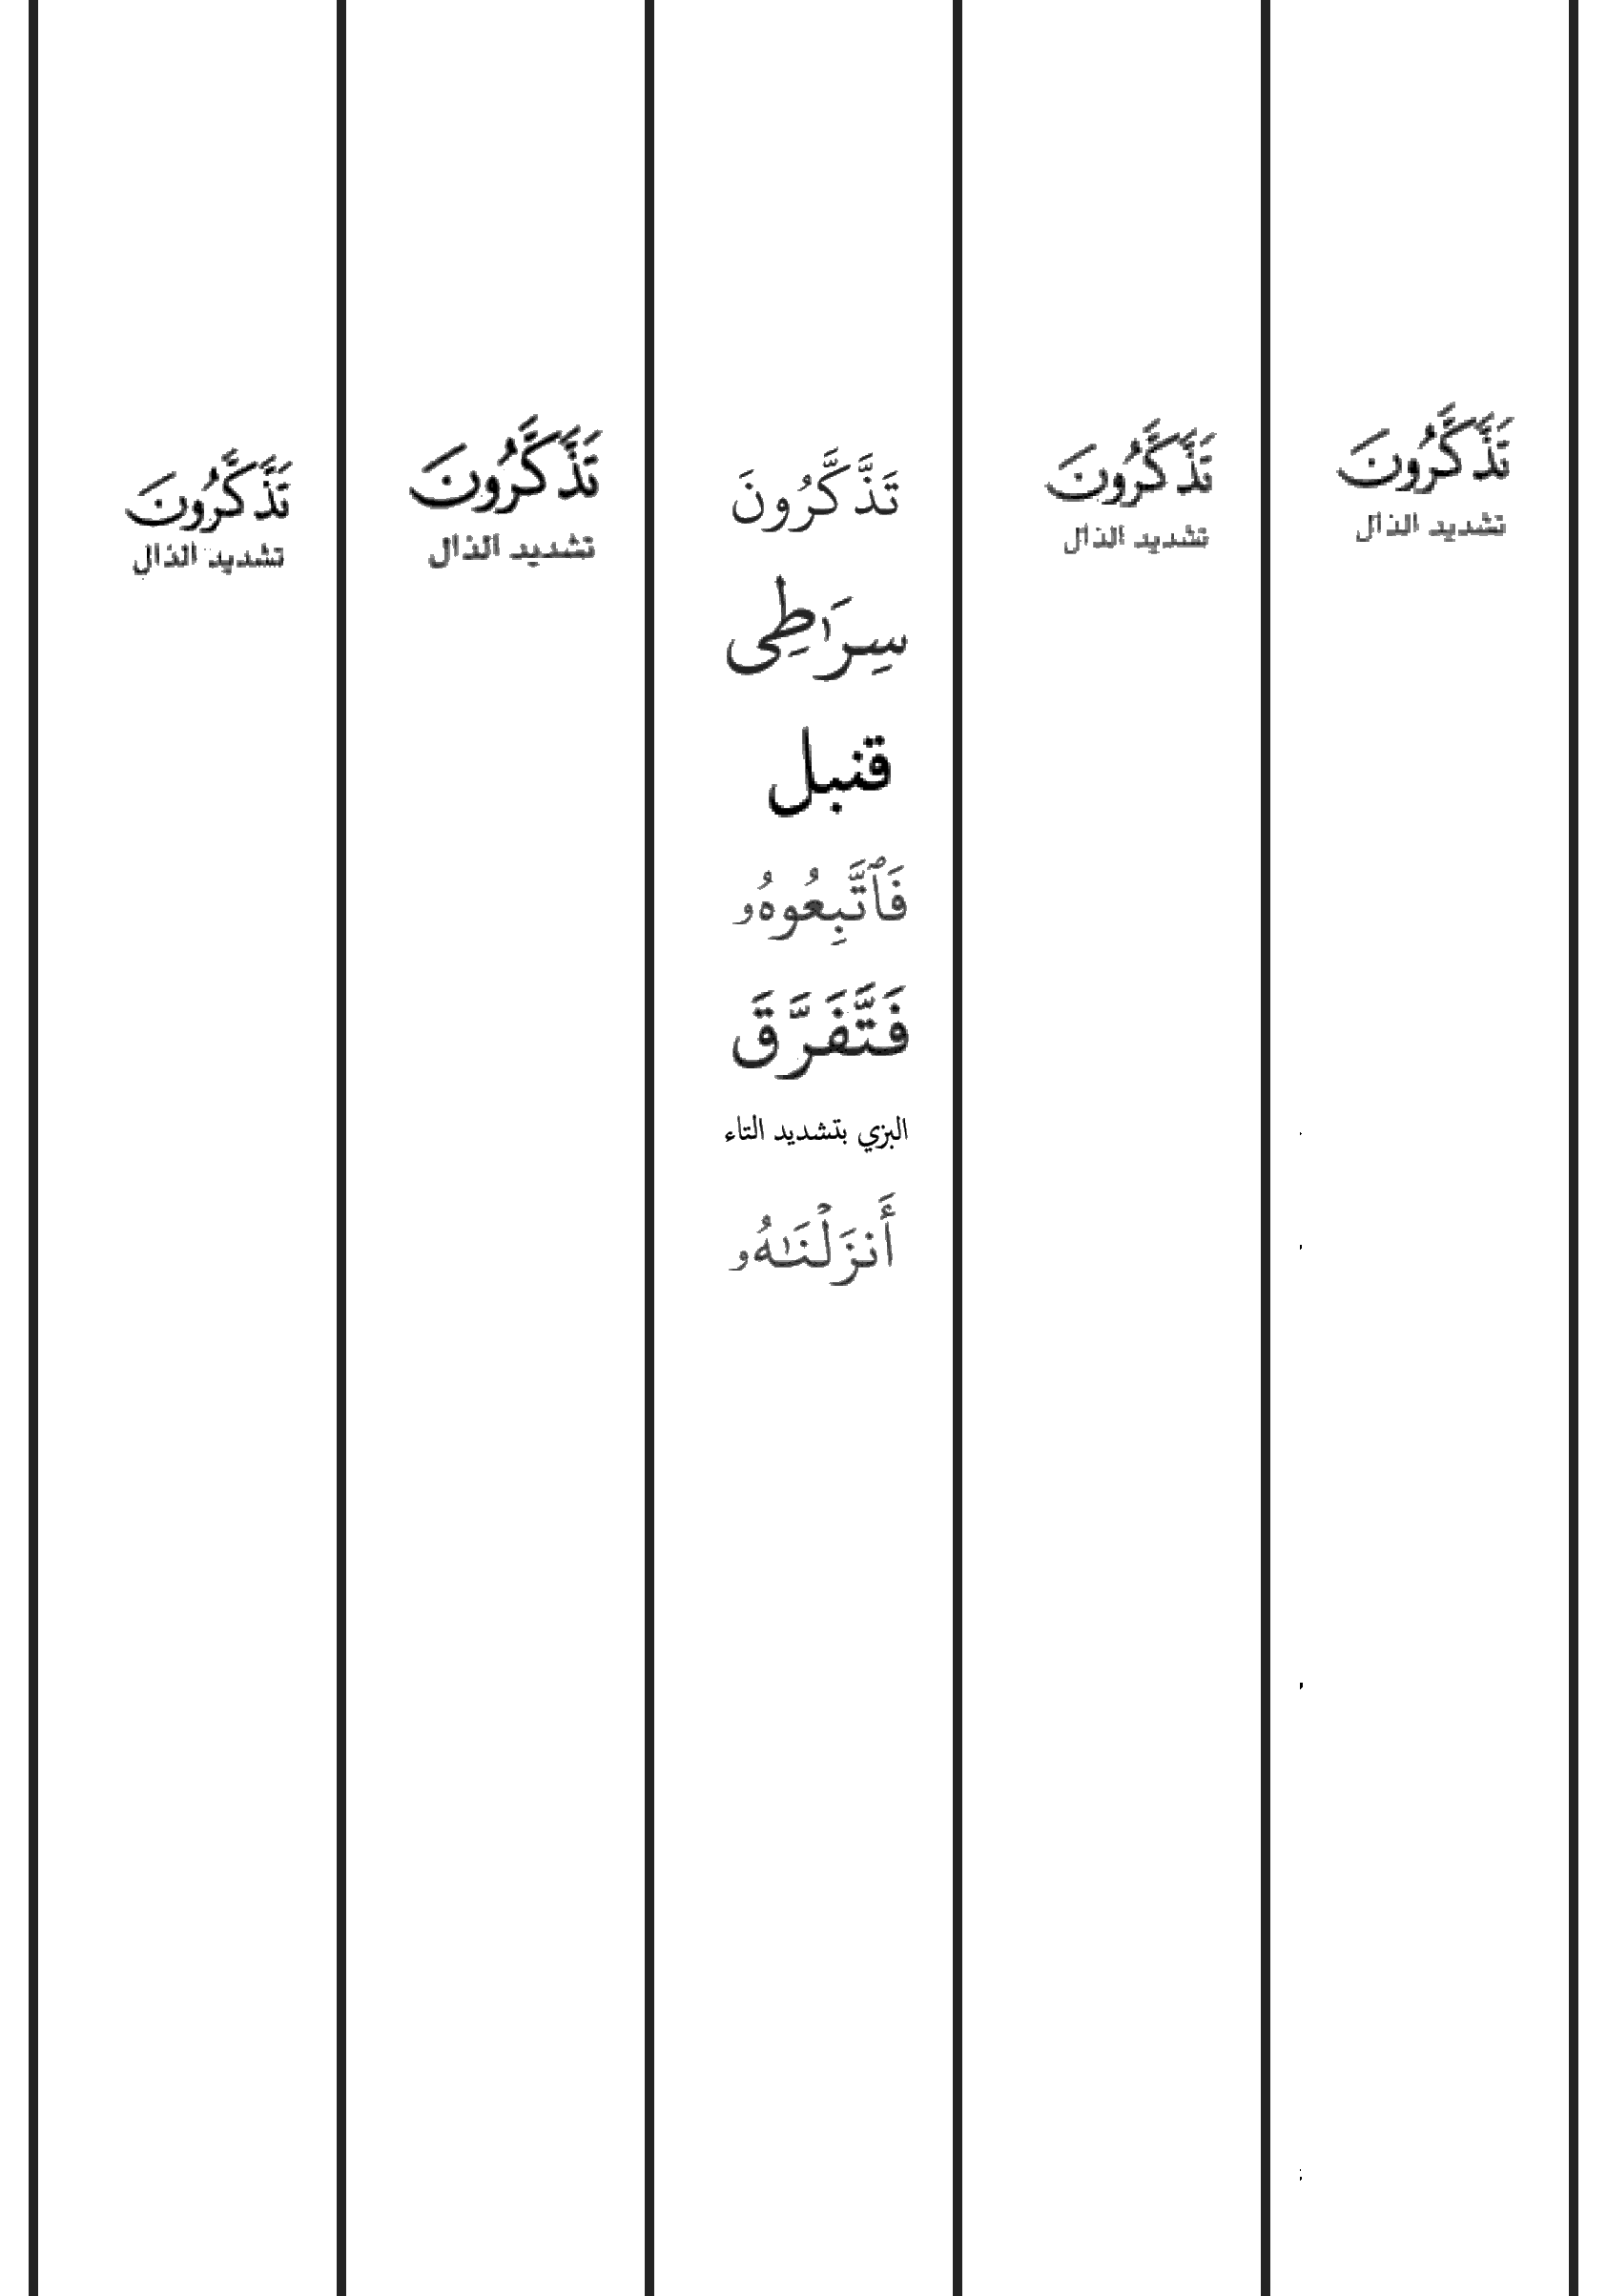 تَذَّكَّرُونَ
تشديد الذال
تَذَّكَّرُونَ
تشديد الذال
تَذَّكَّرُونَ
سِرَٰطِى
قنبل
فَٱتَّبِعُوهُۥ
فَتَّفَرَّقَ
البزي بتشديد التاء
أَنزَلْنَٰهُۥ
تَذَّكَّرُونَ
تشديد الذال
تَذَّكَّرُونَ
تشديد الذال